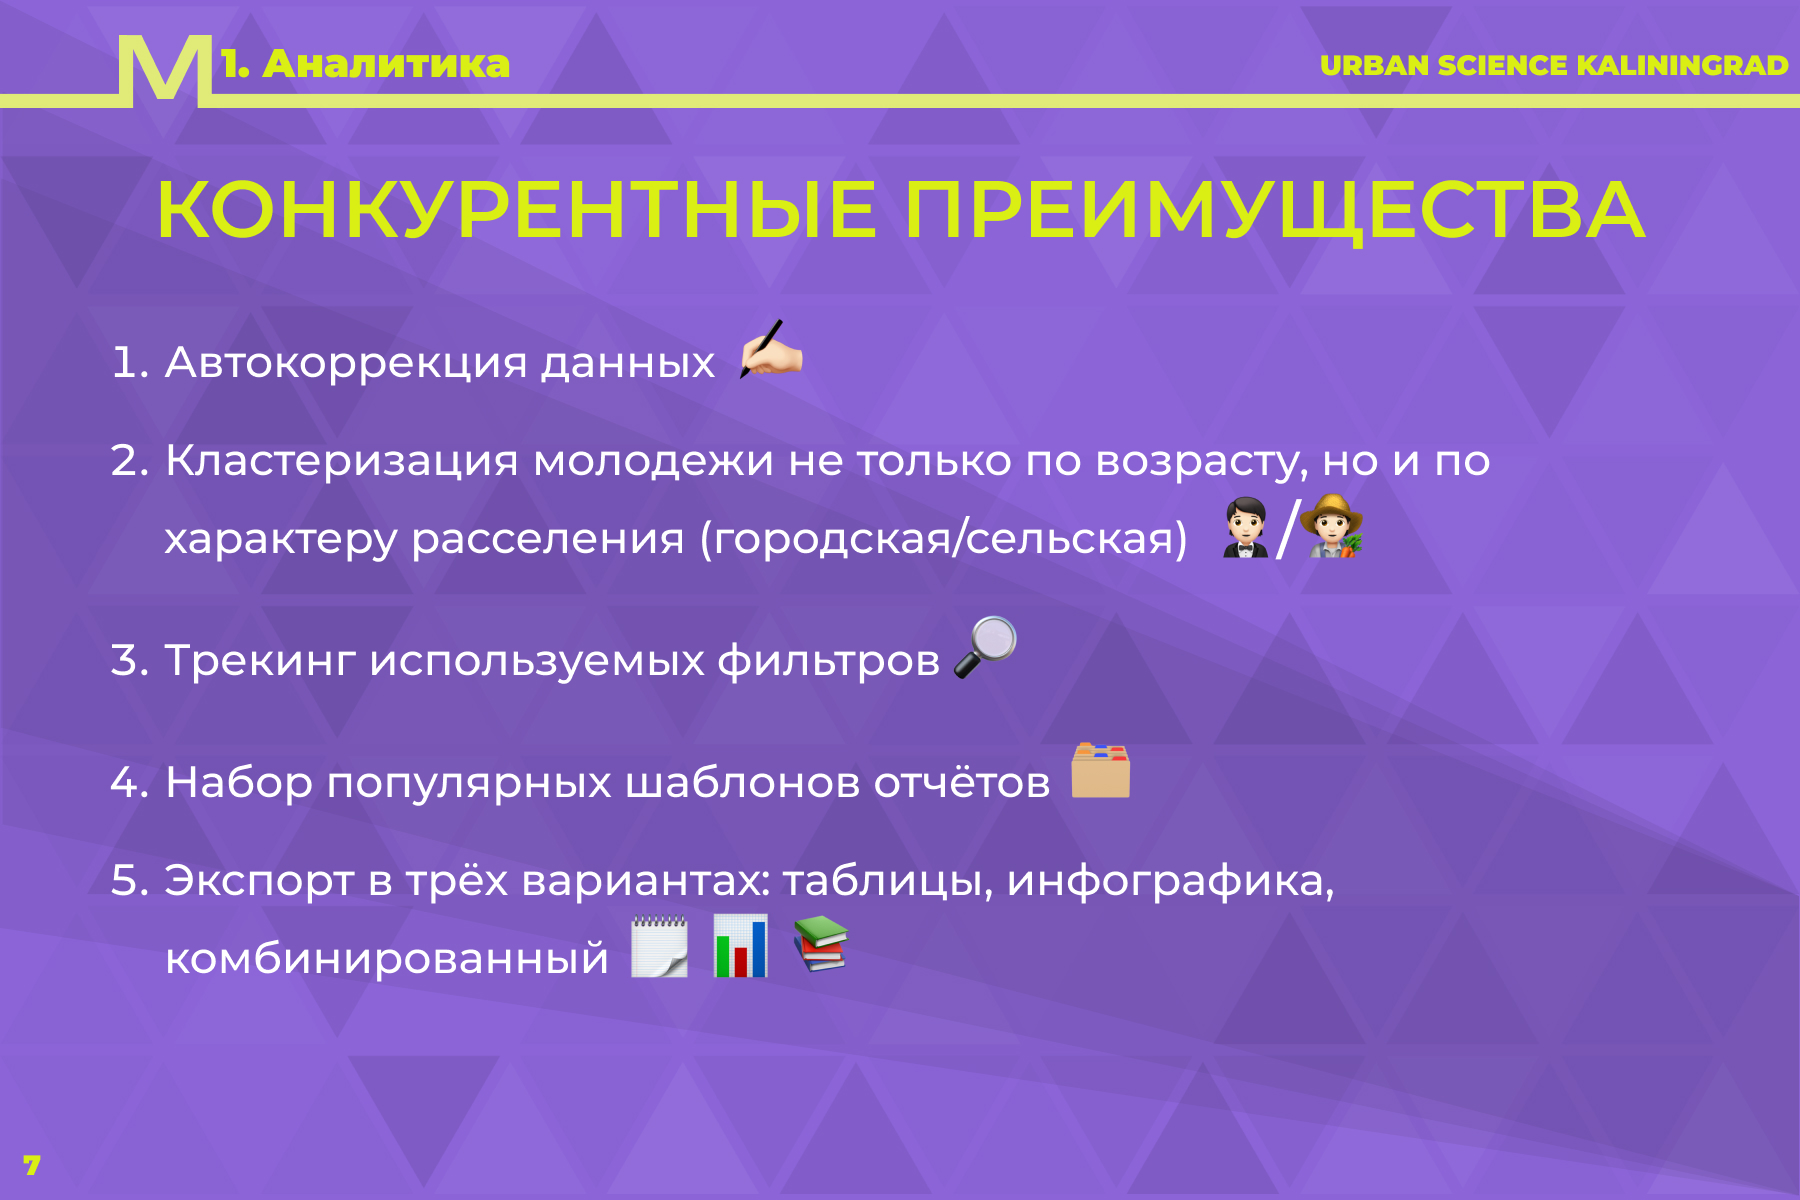 М 1. Аналитика
URBAN SCIENCE KALININGRAD
КОНКУРЕНТНЫЕ ПРЕИМУЩЕСТВА
1. Автокоррекция данных
2. Кластеризация молодежи не только по возрасту, но и по
характеру расселения (городская/сельская) /
3. Трекинг используемых фильтров
4. Набор популярных шаблонов отчётов
5. Экспорт в трёх вариантах: таблицы, инфографика,
комбинированный
7